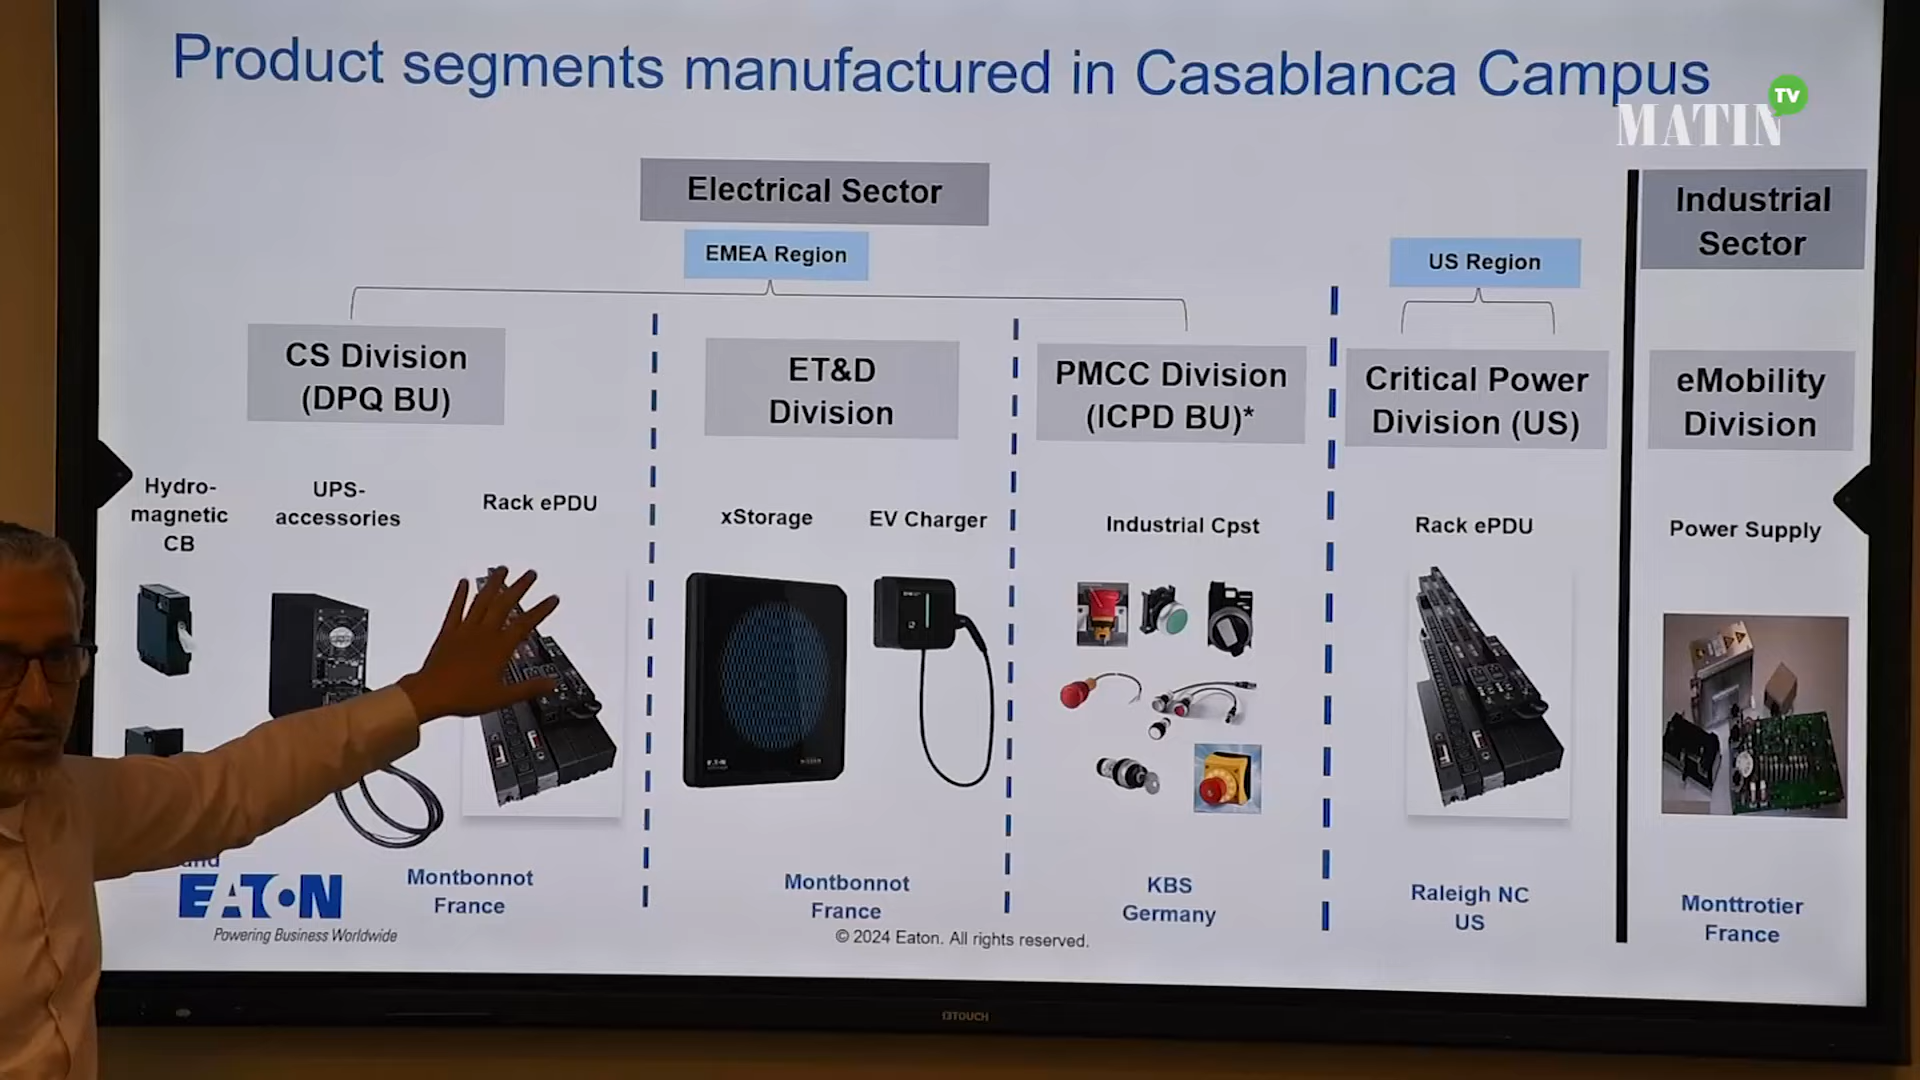 Product segments manufactured in Casablanca Campus
MATIN TV
Electrical Sector
Industrial
Sector
EMEA Region
US Region
CS Division
(DPQ BU)
ET&D
Division
PMCC Division
(ICPD BU)*
Critical Power
Division (US)
eMobility
Division
Hydro-
magnetic
CB
UPS-
accessories
Rack ePDU
xStorage
EV Charger
Industrial Cpst
Rack ePDU
Power Supply
EATON
Powering Business Worldwide
Montbonnot
France
Montbonnot
France
KBS
Germany
Raleigh NC
US
Monttrotier
France
© 2024 Eaton. All rights reserved.
i3TOUCH